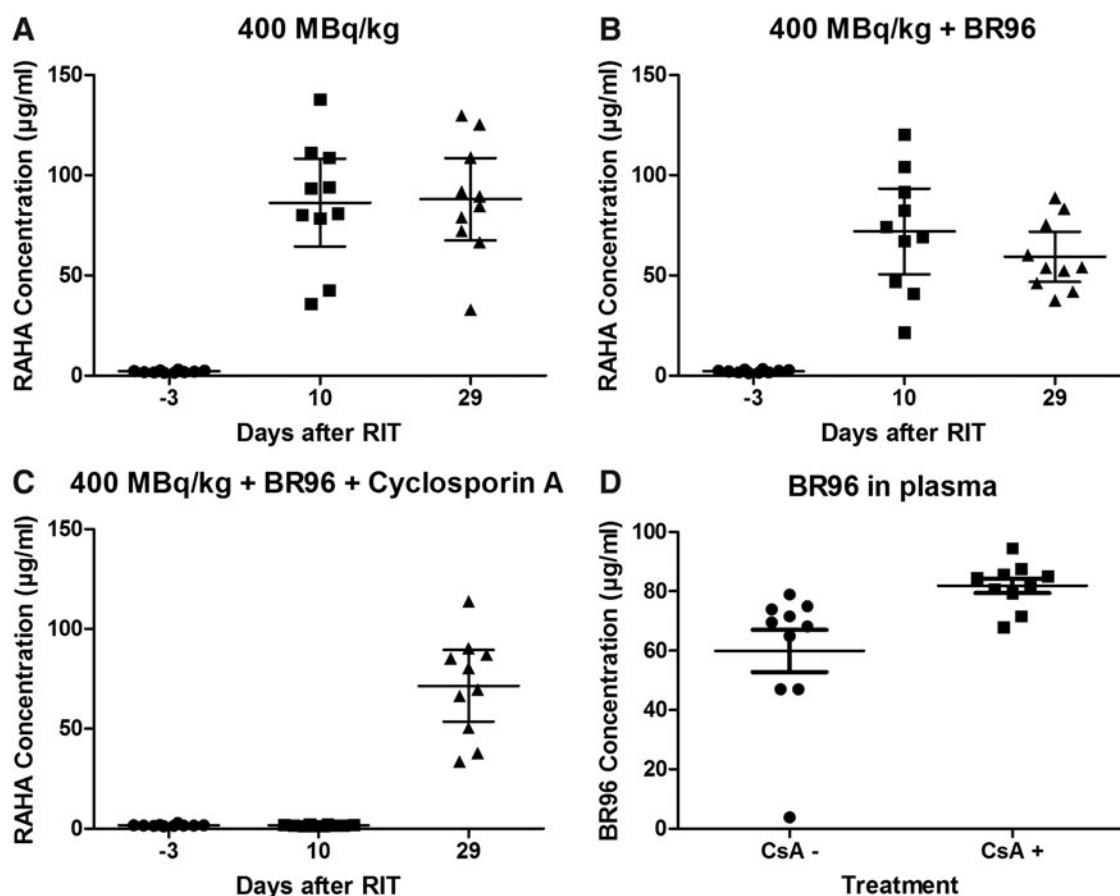 A 400 MBq/kg
RAHA Concentration (µg/ml)
150
100
50
0
-3 10 29
Days after RIT
B 400 MBq/kg + BR96
RAHA Concentration (µg/ml)
150
100
50
0
-3 10 29
Days after RIT
C 400 MBq/kg + BR96 + Cyclosporin A
RAHA Concentration (µg/ml)
150
100
50
0
-3 10 29
Days after RIT
D BR96 in plasma
BR96 Concentration (µg/ml)
100
80
60
40
20
0
CsA - CsA +
Treatment